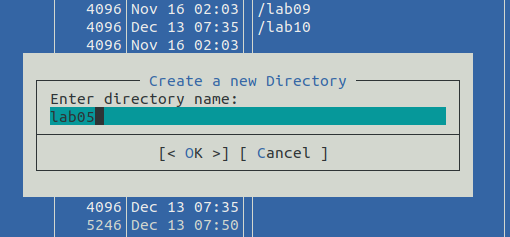 4096 Nov 16 02:03 /lab09
4096 Dec 13 07:35 /lab10
4096 Nov 16 02:03
Create a new Directory
Enter directory name:
lab05
[< OK >] [ Cancel ]
4096 Dec 13 07:35
5246 Dec 13 07:50